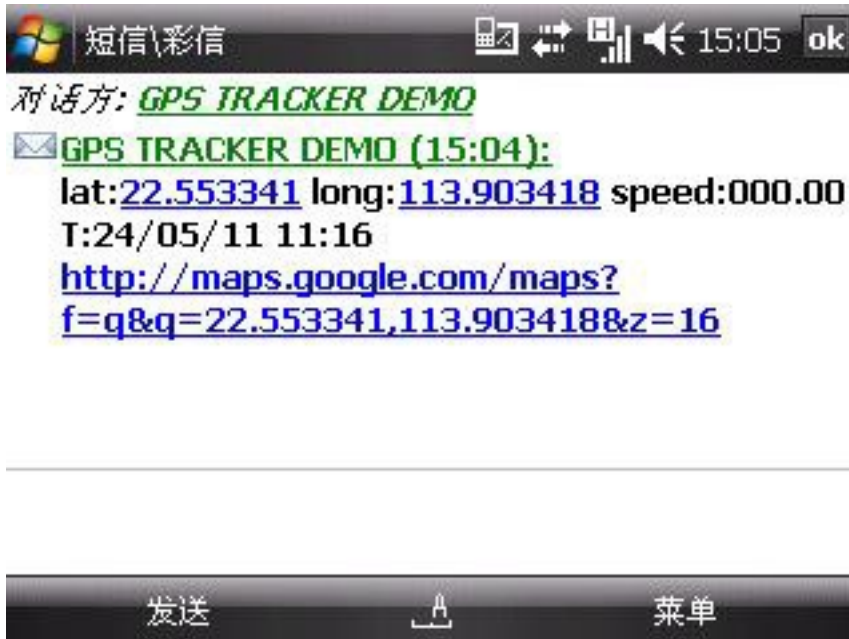 短信\彩信 15:05 ok
对话方: GPS TRACKER DEMO
GPS TRACKER DEMO (15:04):
lat:22.553341 long:113.903418 speed:000.00
T:24/05/11 11:16
http://maps.google.com/maps?
f=q&q=22.553341,113.903418&z=16
发送 A 菜单